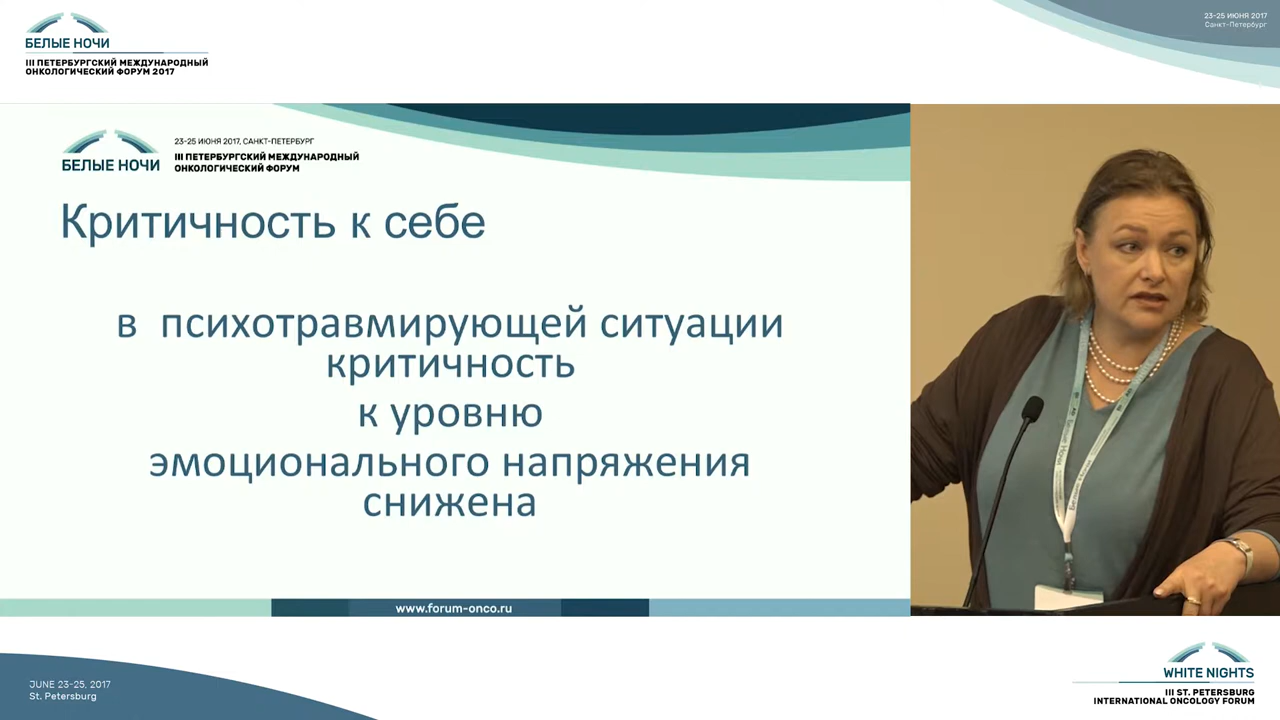 БЕЛЫЕ НОЧИ
III ПЕТЕРБУРГСКИЙ МЕЖДУНАРОДНЫЙ
ОНКОЛОГИЧЕСКИЙ ФОРУМ 2017
23-25 ИЮНЯ 2017
Санкт-Петербург
БЕЛЫЕ НОЧИ
23-25 ИЮНЯ 2017, САНКТ-ПЕТЕРБУРГ
III ПЕТЕРБУРГСКИЙ МЕЖДУНАРОДНЫЙ
ОНКОЛОГИЧЕСКИЙ ФОРУМ
Критичность к себе
в психотравмирующей ситуации
критичность
к уровню
эмоционального напряжения
снижена
www.forum-onco.ru
JUNE 23-25, 2017
St. Petersburg
WHITE NIGHTS
III ST. PETERSBURG
INTERNATIONAL ONCOLOGY FORUM